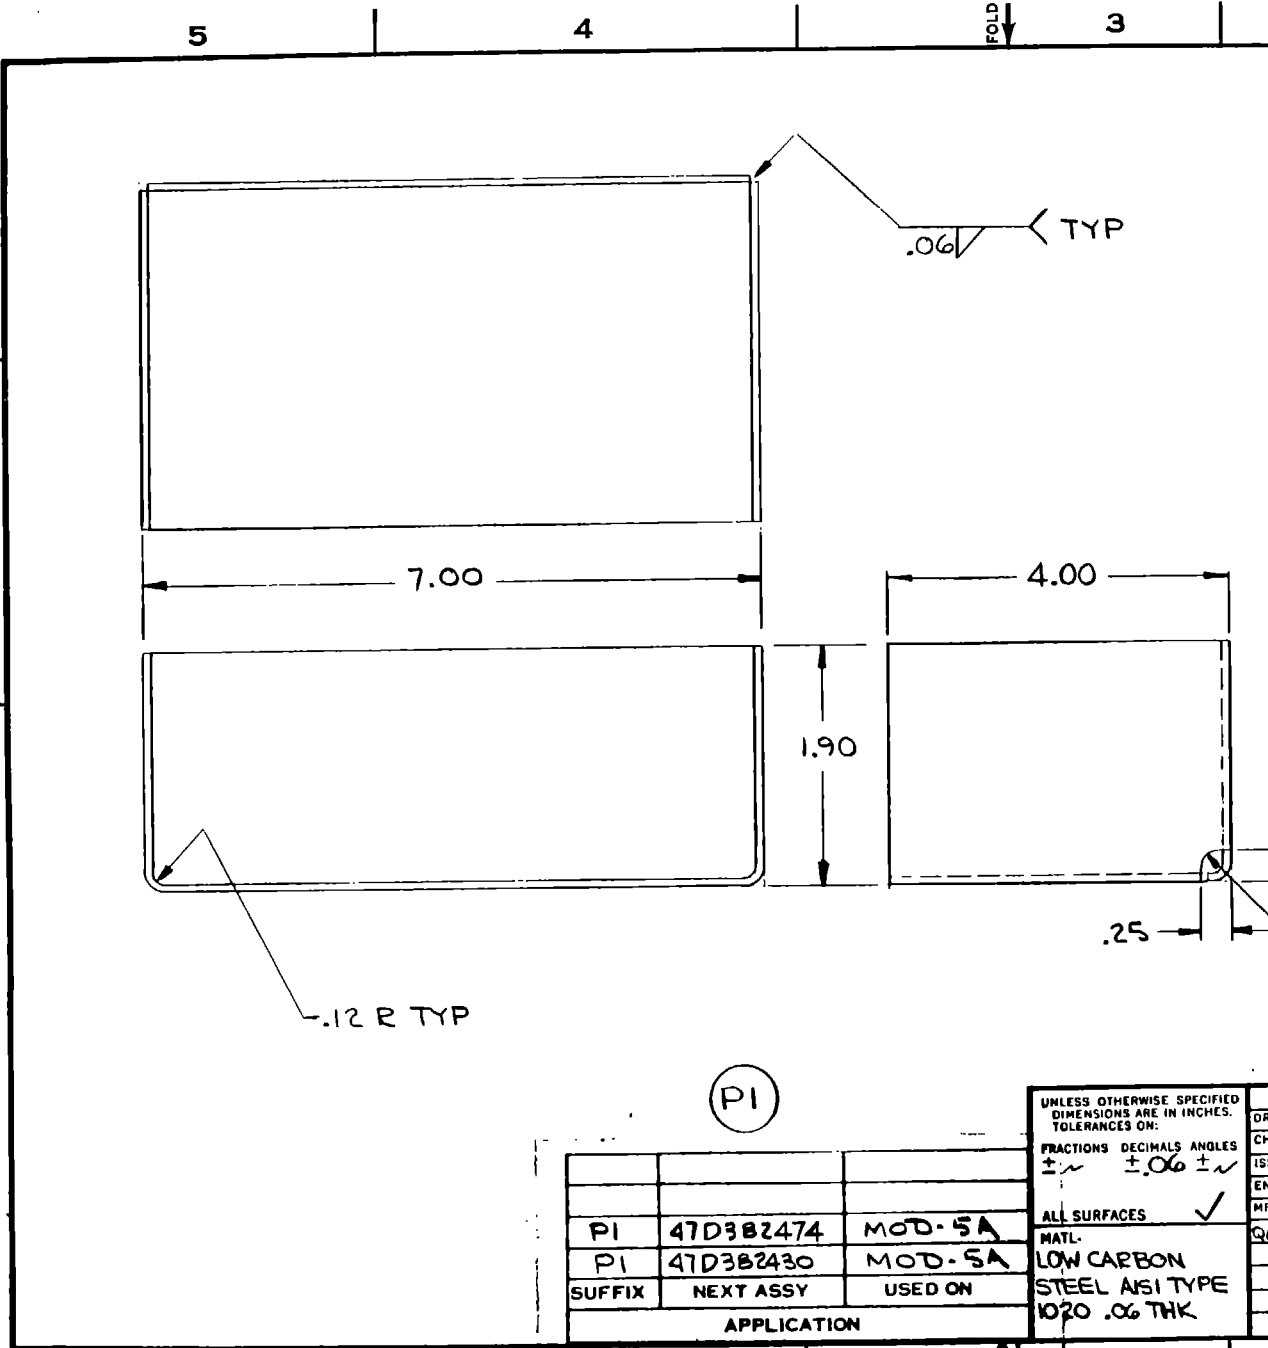 5 4 FOLD 3
.06 TYP
7.00 4.00
1.90
.25
.12 R TYP
P1
UNLESS OTHERWISE SPECIFIED
DIMENSIONS ARE IN INCHES.
TOLERANCES ON:
FRACTIONS DECIMALS ANGLES
± ~ ±.06 ± ~
ALL SURFACES √
MATL-
LOW CARBON
STEEL AISI TYPE
1020 .06 THK
P1 47D382474 MOD-5A
P1 47D382430 MOD-5A
SUFFIX NEXT ASSY USED ON
APPLICATION